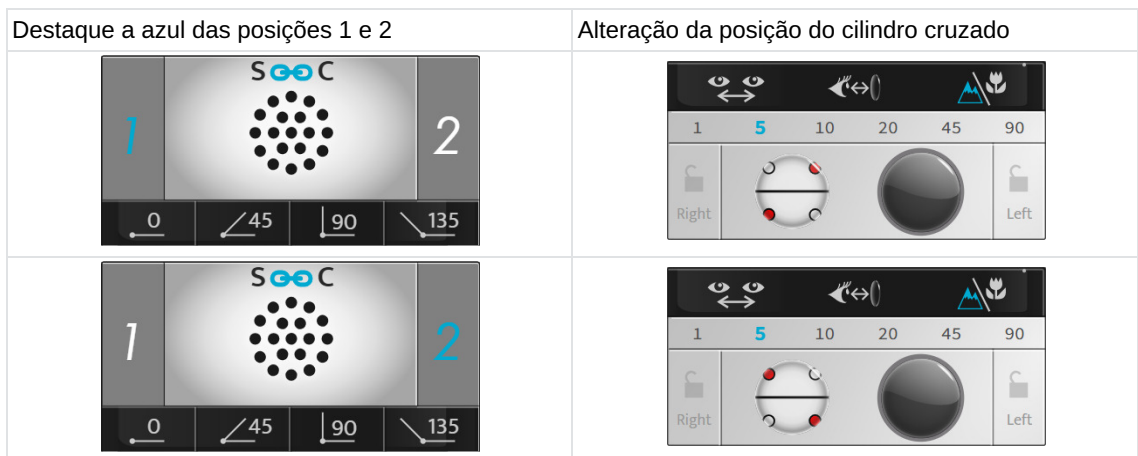 Destaque a azul das posições 1 e 2
Alteração da posição do cilindro cruzado
S C
1 2
0 45 90 135
1 5 10 20 45 90
Right Left
S C
1 2
0 45 90 135
1 5 10 20 45 90
Right Left